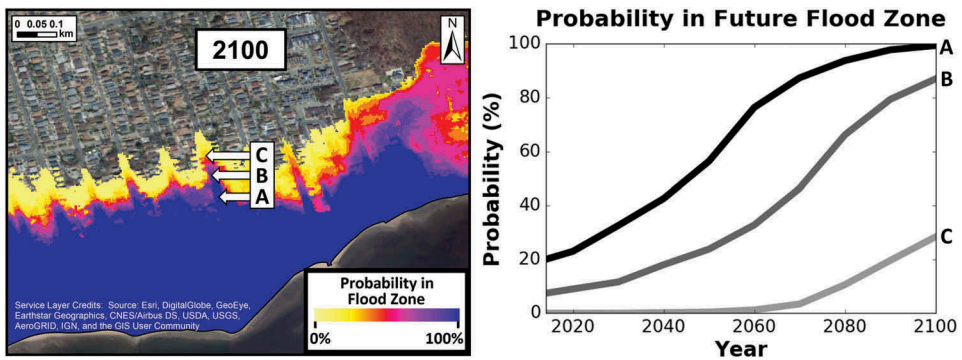 0 0.05 0.1
km
2100
N
C
B
A
Service Layer Credits: Source: Esri, DigitalGlobe, GeoEye,
Earthstar Geographics, CNES/Airbus DS, USDA, USGS,
AeroGRID, IGN, and the GIS User Community
Probability in
Flood Zone
0% 100%
Probability in Future Flood Zone
Probability (%)
100
80
60
40
20
0
A
B
C
2020 2040 2060 2080 2100
Year